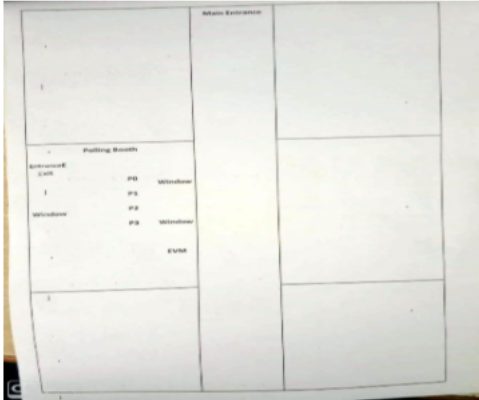 Main Entrance
Polling Booth
Entrance&
Exit
P0
Window
P1
P2
Window
P3
Window
EVM